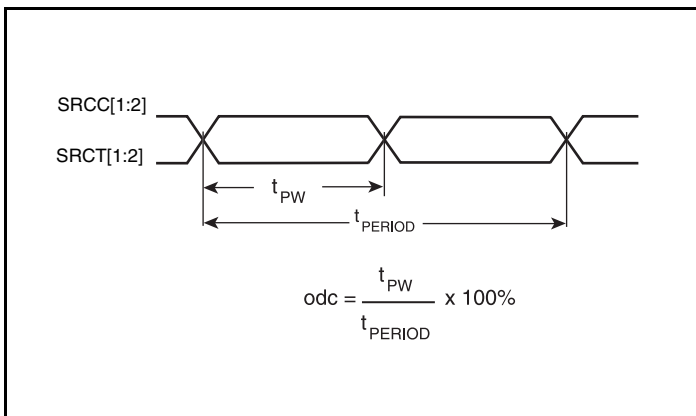 SRCC[1:2]
SRCT[1:2]
tPW
tPERIOD
odc = tPW / tPERIOD x 100%